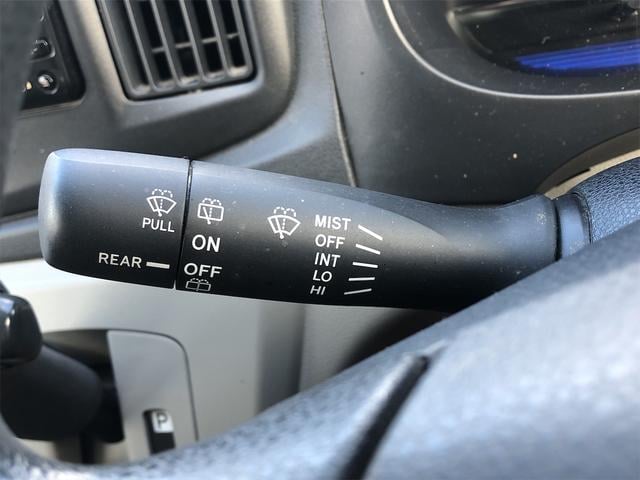 PULL
REAR
ON
OFF
MIST
OFF
INT
LO
HI
P